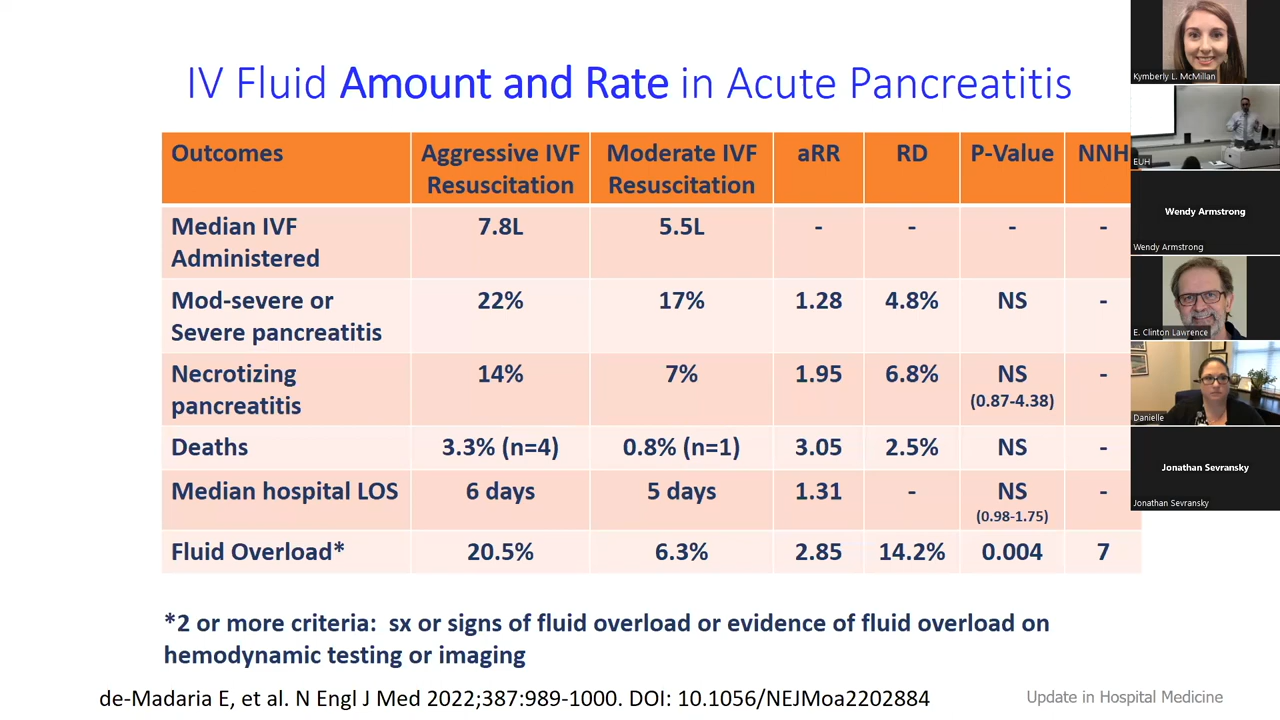 IV Fluid Amount and Rate in Acute Pancreatitis
Outcomes
Aggressive IVF
Resuscitation
Moderate IVF
Resuscitation
aRR
RD
P-Value
NNH
Median IVF
Administered
7.8L
5.5L
-
-
-
-
Mod-severe or
Severe pancreatitis
22%
17%
1.28
4.8%
NS
-
Necrotizing
pancreatitis
14%
7%
1.95
6.8%
NS
(0.87-4.38)
-
Deaths
3.3% (n=4)
0.8% (n=1)
3.05
2.5%
NS
-
Median hospital LOS
6 days
5 days
1.31
-
NS
(0.98-1.75)
-
Fluid Overload*
20.5%
6.3%
2.85
14.2%
0.004
7
*2 or more criteria: sx or signs of fluid overload or evidence of fluid overload on
hemodynamic testing or imaging
de-Madaria E, et al. N Engl J Med 2022;387:989-1000. DOI: 10.1056/NEJMoa2202884
Update in Hospital Medicine
Kymberly L. McMillan
EUH
Wendy Armstrong
Wendy Armstrong
E. Clinton Lawrence
Danielle
Jonathan Sevransky
Jonathan Sevransky